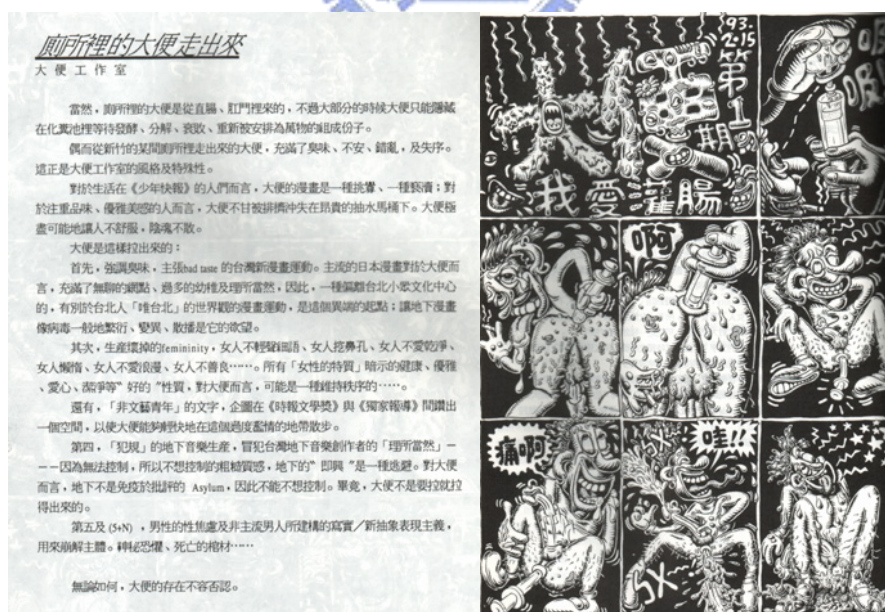 廁所裡的大便走出來
大便工作室
當然，廁所裡的大便是從直腸、肛門裡來的，不過大部分的時候大便只能隱藏
在化糞池裡等待發酵、分解、衰敗、重新被安排為萬物的組成份子。
偶而從新竹的某間廁所裡走出來的大便，充滿了臭味、不安、錯亂，及失序。
這正是大便工作室的風格及特殊性。
對於生活在《少年快報》的人們而言，大便的漫畫是一種挑釁、一種褻瀆；對
於注重品味、優雅美感的人而言，大便不甘被排擠沖失在昂貴的抽水馬桶下。大便極
盡可能地讓人不舒服，陰魂不散。
大便是這樣拉出來的：
首先，強調臭味，主張bad taste 的台灣新漫畫運動。主流的日本漫畫對於大便而
言，充滿了無聊的網點、過多的幼稚及理所當然，因此，一種偏離台北小眾文化中心
的，有別於台北人「唯台北」的世界觀的漫畫運動，是這個異端的起點；讓地下漫畫
像病毒一般地繁衍、變異、散播是它的欲望。
其次，生產壞掉的femininity，女人不輕聲細語、女人挖鼻孔、女人不愛乾淨、
女人懶惰、女人不愛浪漫、女人不善良……。所有「女性的特質」暗示的健康、優雅
、愛心、潔淨等”好的”性質，對大便而言，可能是一種維持秩序的……。
還有，「非文藝青年」的文字，企圖在《時報文學獎》與《獨家報導》間鑽出
一個空間，以便大便能夠輕快地在這個過度濫情的地帶散步。
第四，「犯規」的地下音樂生產，冒犯台灣地下音樂創作者的「理所當然」－
－－因為無法控制，所以不想控制的粗糙質感，地下的”即興”是一種逃避。對大便
而言，地下不是免疫於批評的 Asylum，因此不能不想控制。畢竟，大便不是要拉就拉
得出來的。
第五及 (5+N)，男性的性焦慮及非主流男人所建構的寫實／新抽象表現主義，
用來崩解主體。神秘恐懼、死亡的棺材……
無論如何，大便的存在不容否認。
93.
2.15
KK
第
1
期
我愛灌腸
吸
吸
啊
痛啊
哇!!